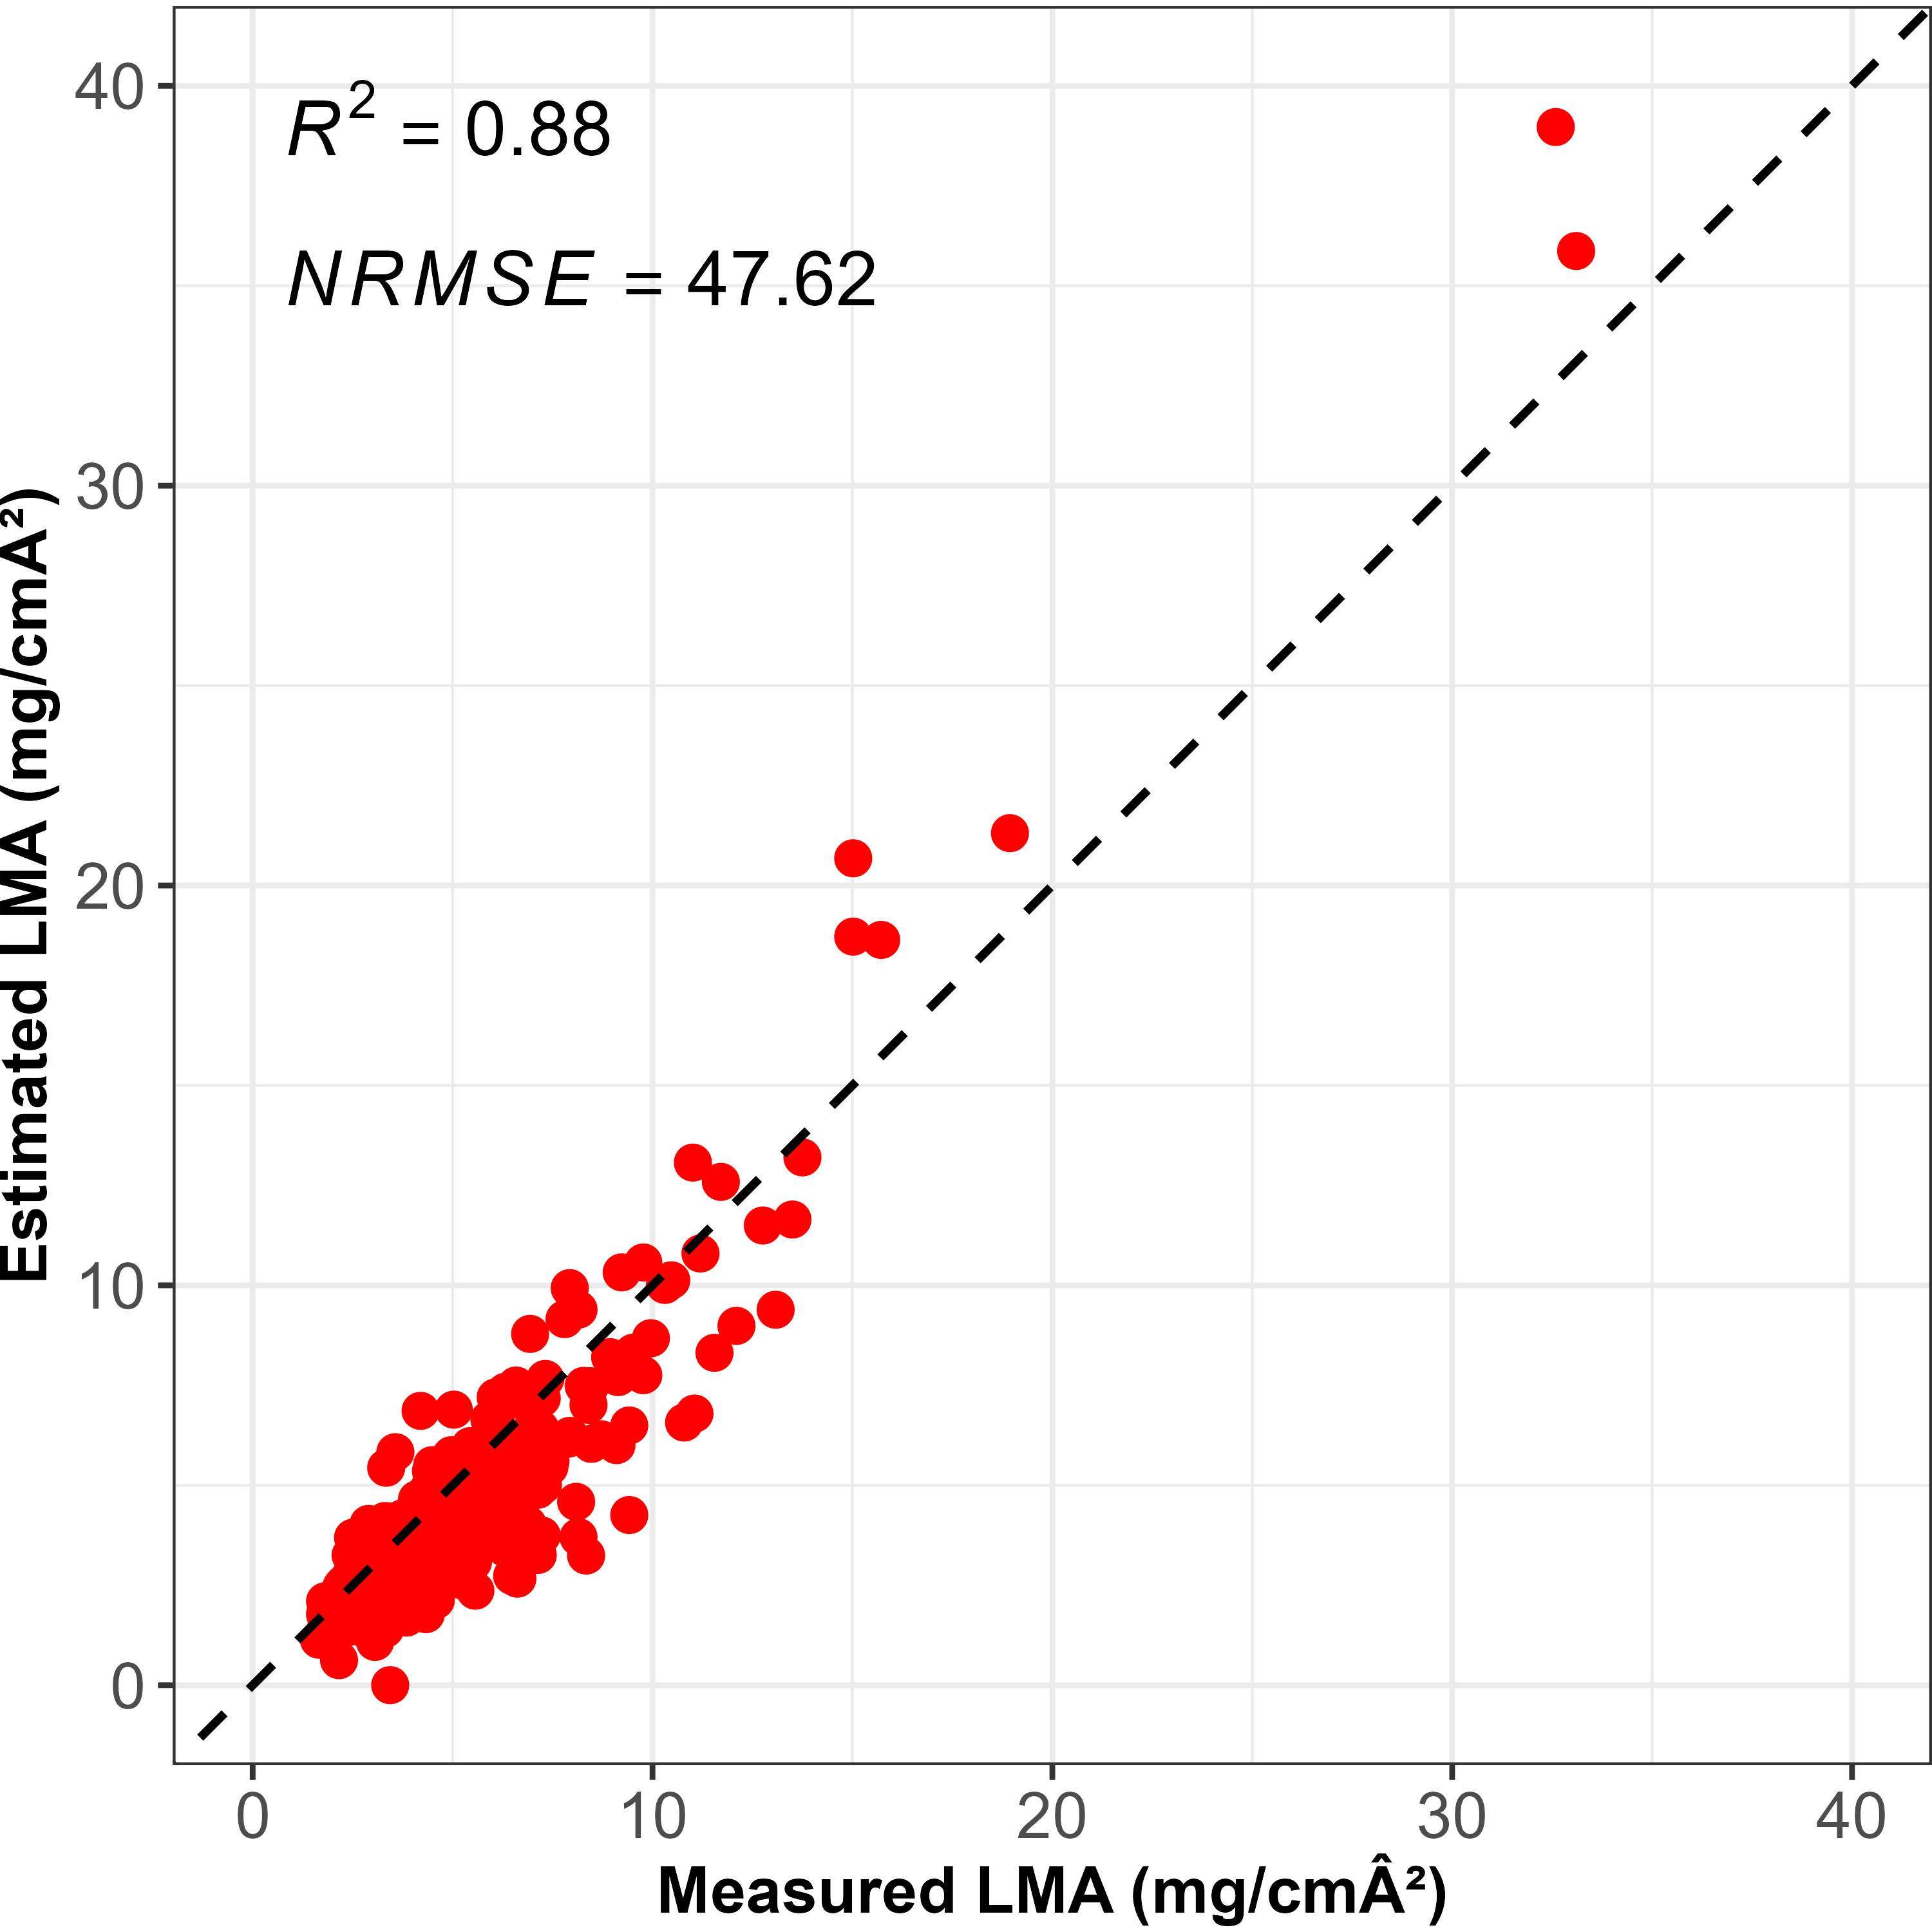 R² = 0.88
NRMSE = 47.62
40
30
20
10
0
Estimated LMA (mg/cmÂ²)
0 10 20 30 40
Measured LMA (mg/cmÂ²)